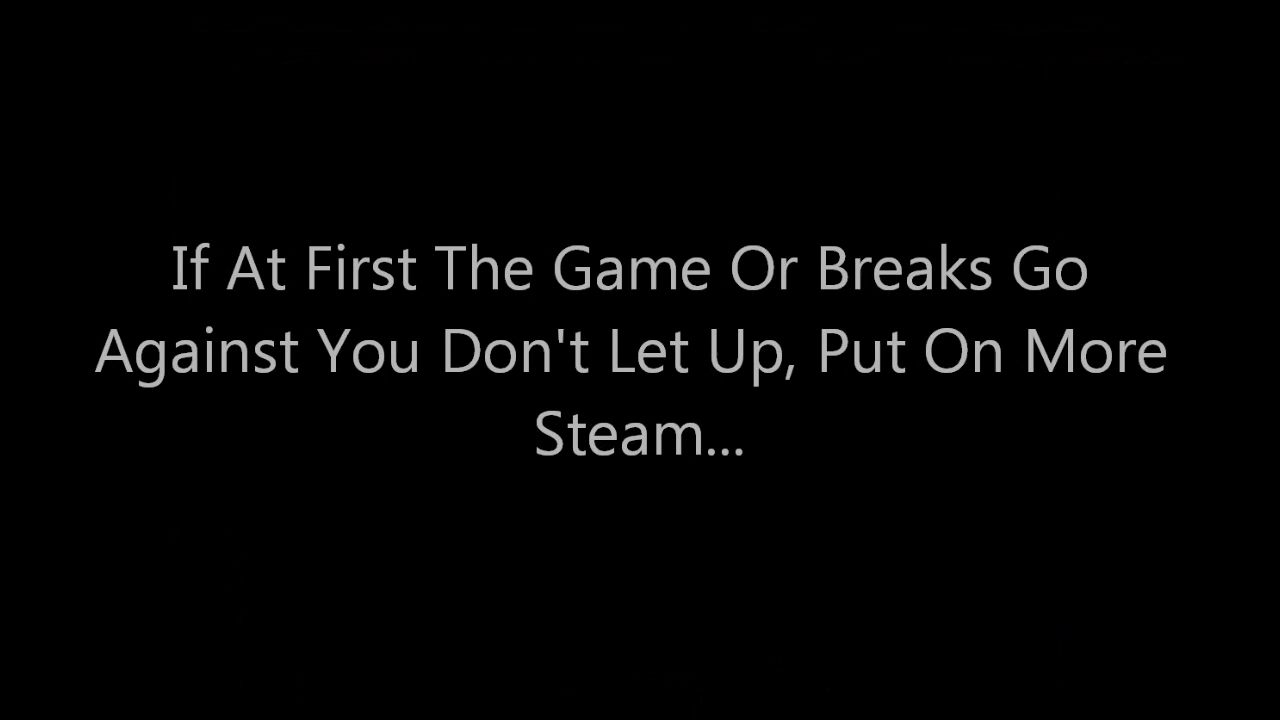 If At First The Game Or Breaks Go
Against You Don't Let Up, Put On More
Steam...